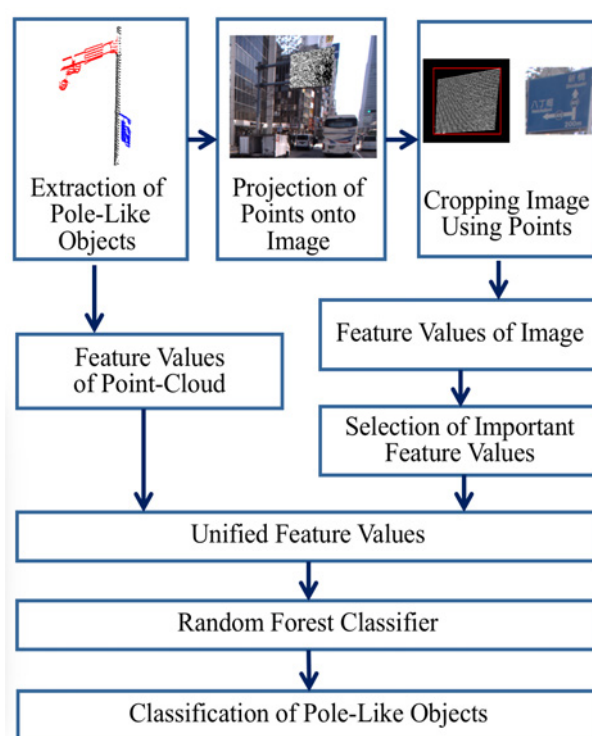 Extraction of
Pole-Like
Objects
Projection of
Points onto
Image
Cropping Image
Using Points
Feature Values
of Point-Cloud
Feature Values of Image
Selection of Important
Feature Values
Unified Feature Values
Random Forest Classifier
Classification of Pole-Like Objects